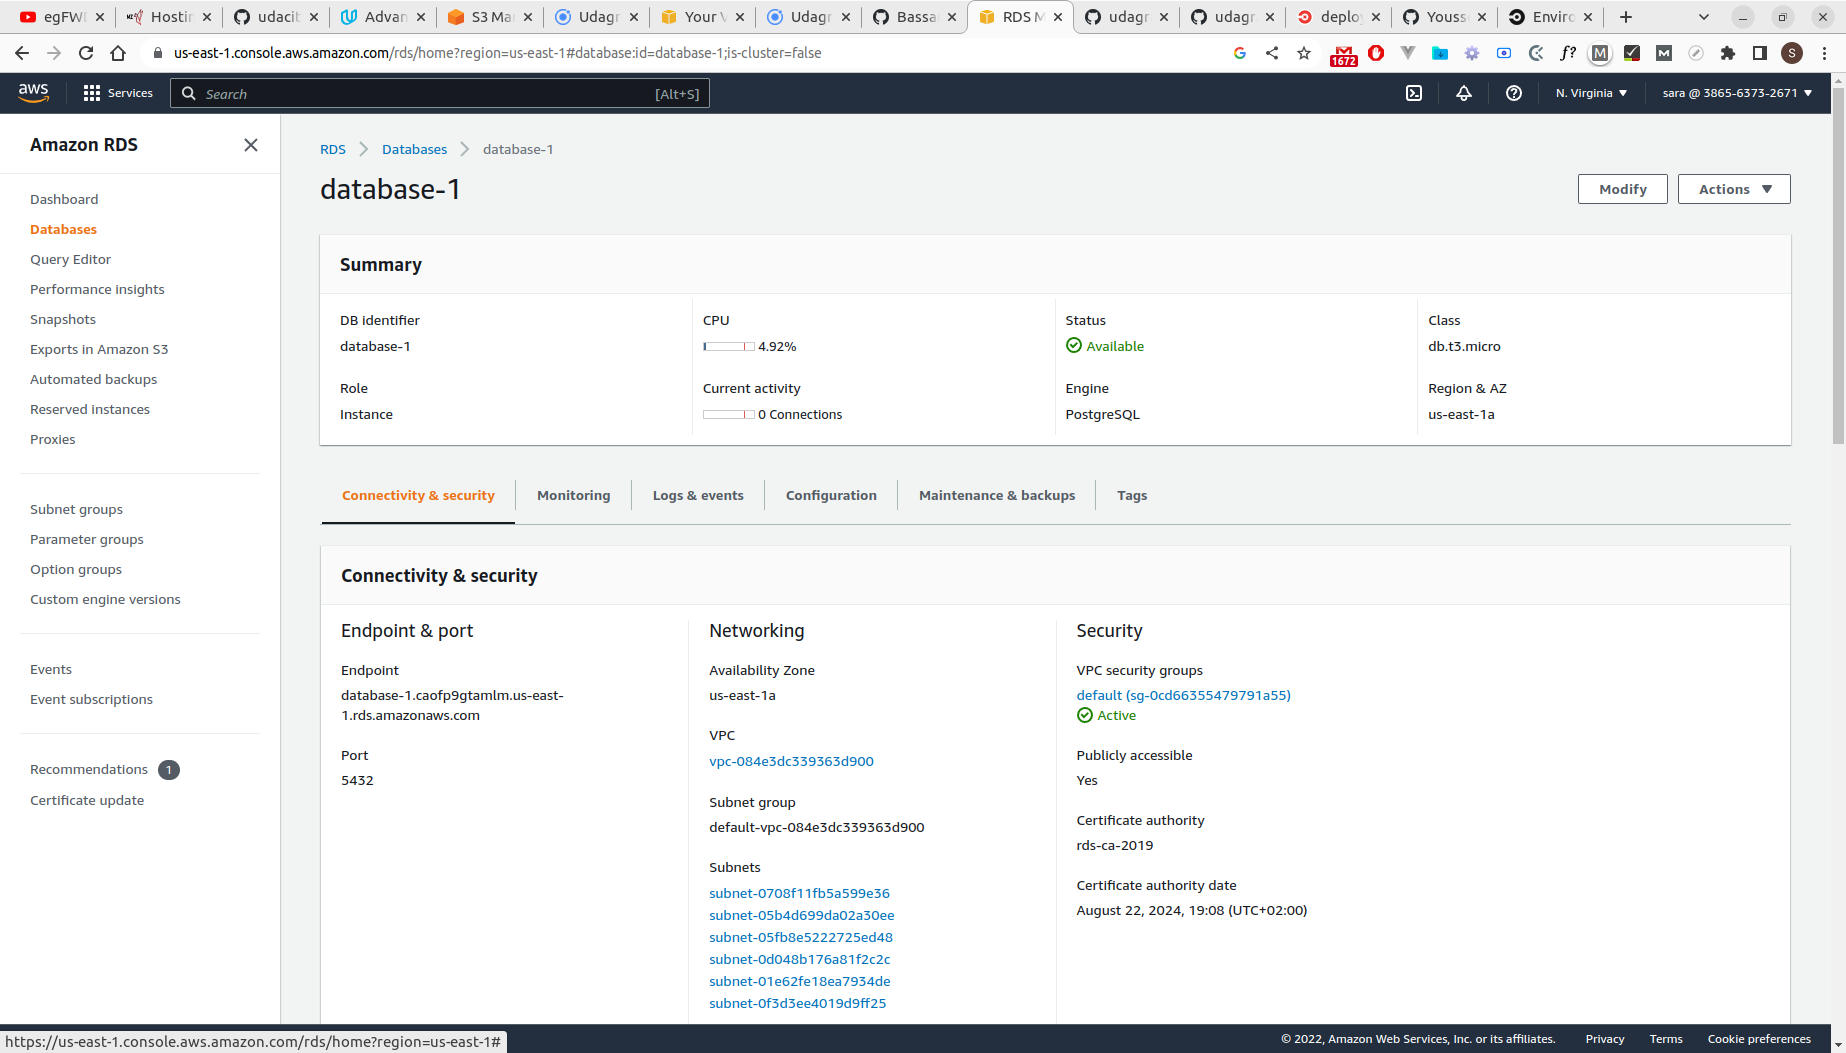 egFWl
Hostin
udacit
Advan
S3 Ma
Udagr
Your V
Udagr
Bassa
RDS M
udagr
udagr
deploy
Youss
Enviro
us-east-1.console.aws.amazon.com/rds/home?region=us-east-1#database:id=database-1;is-cluster=false
1672
f?
S
aws
Services
Search
[Alt+S]
N. Virginia
sara @ 3865-6373-2671
Amazon RDS
Dashboard
Databases
Query Editor
Performance insights
Snapshots
Exports in Amazon S3
Automated backups
Reserved instances
Proxies
Subnet groups
Parameter groups
Option groups
Custom engine versions
Events
Event subscriptions
Recommendations 1
Certificate update
RDS
Databases
database-1
database-1
Modify
Actions
Summary
DB identifier
database-1
CPU
4.92%
Status
Available
Class
db.t3.micro
Role
Instance
Current activity
0 Connections
Engine
PostgreSQL
Region & AZ
us-east-1a
Connectivity & security
Monitoring
Logs & events
Configuration
Maintenance & backups
Tags
Connectivity & security
Endpoint & port
Endpoint
database-1.caofp9gtamlm.us-east-
1.rds.amazonaws.com
Port
5432
Networking
Availability Zone
us-east-1a
VPC
vpc-084e3dc339363d900
Subnet group
default-vpc-084e3dc339363d900
Subnets
subnet-0708f11fb5a599e36
subnet-05b4d699da02a30ee
subnet-05fb8e5222725ed48
subnet-0d048b176a81f2c2c
subnet-01e62fe18ea7934de
subnet-0f3d3ee4019d9ff25
Security
VPC security groups
default (sg-0cd66355479791a55)
Active
Publicly accessible
Yes
Certificate authority
rds-ca-2019
Certificate authority date
August 22, 2024, 19:08 (UTC+02:00)
https://us-east-1.console.aws.amazon.com/rds/home?region=us-east-1#
© 2022, Amazon Web Services, Inc. or its affiliates.
Privacy
Terms
Cookie preferences